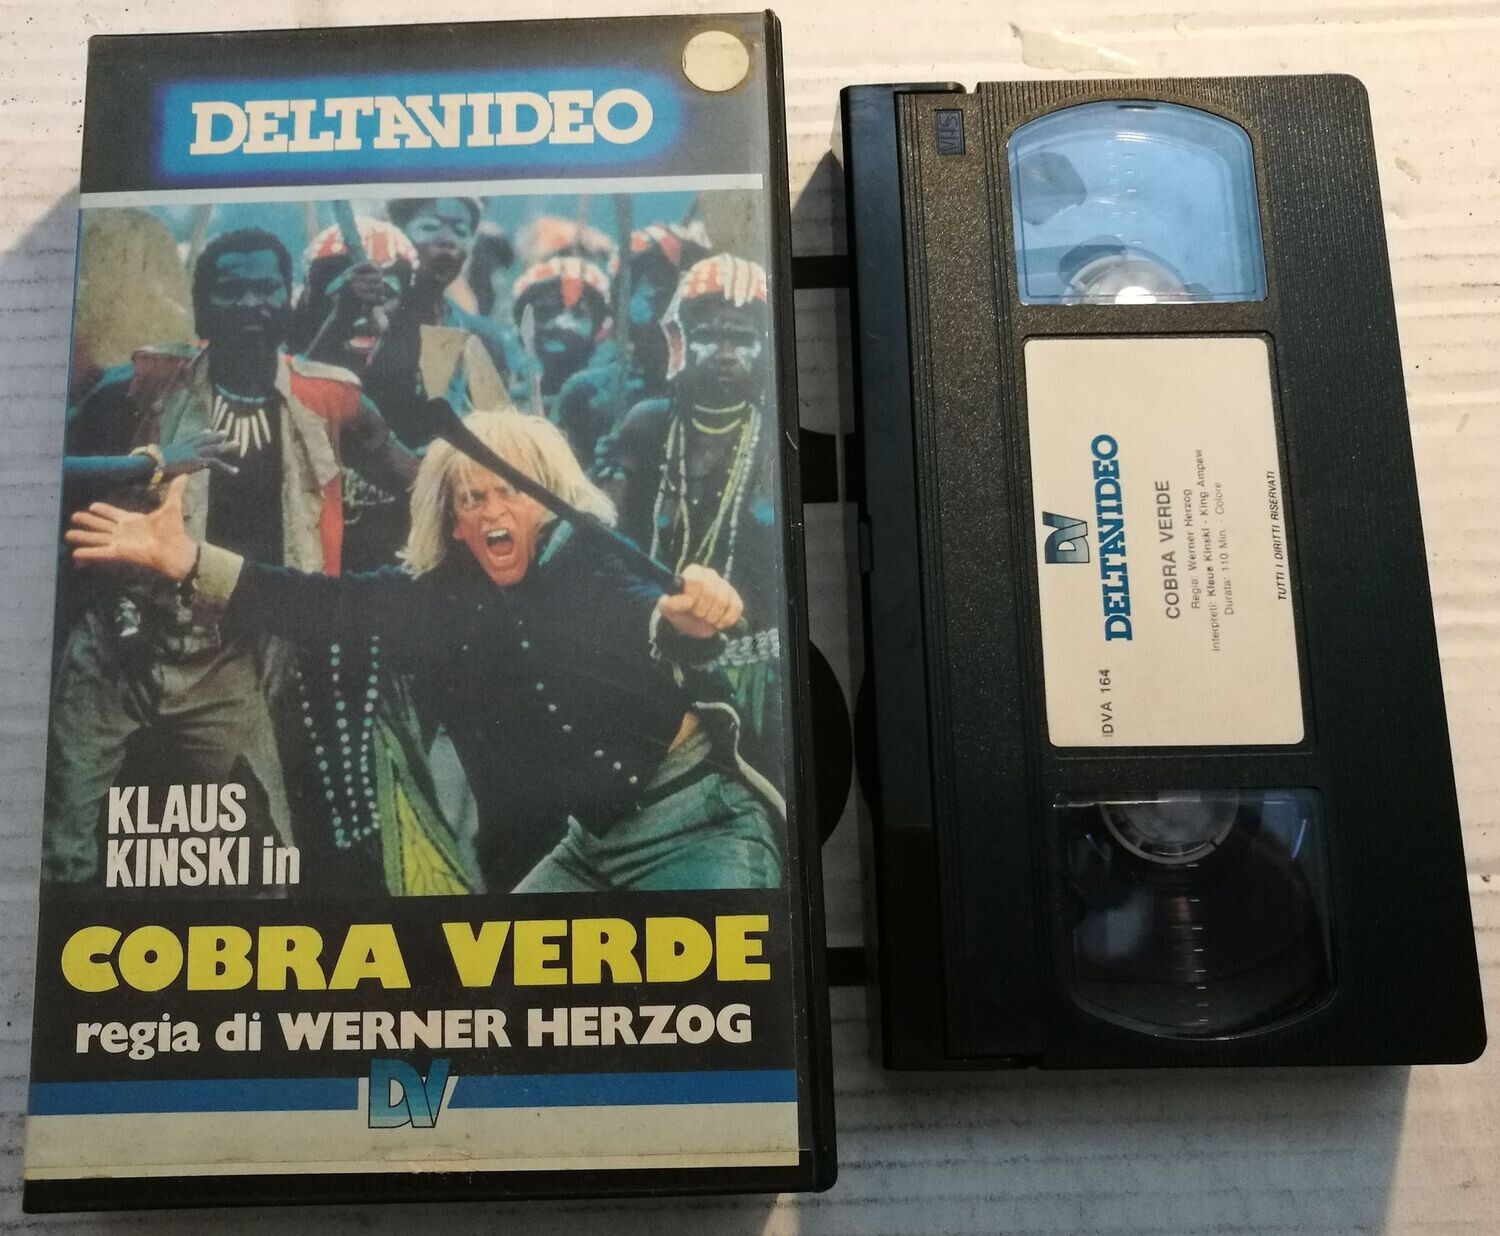 DELTAVIDEO
KLAUS
KINSKI in
COBRA VERDE
regia di WERNER HERZOG
DV
VHS
DV
DELTAVIDEO
IDVA 164
COBRA VERDE
Regia: Werner Herzog
Interpreti: Klaus Kinski - King Ampaw
Durata: 110 Min. - Colore
TUTTI I DIRITTI RISERVATI